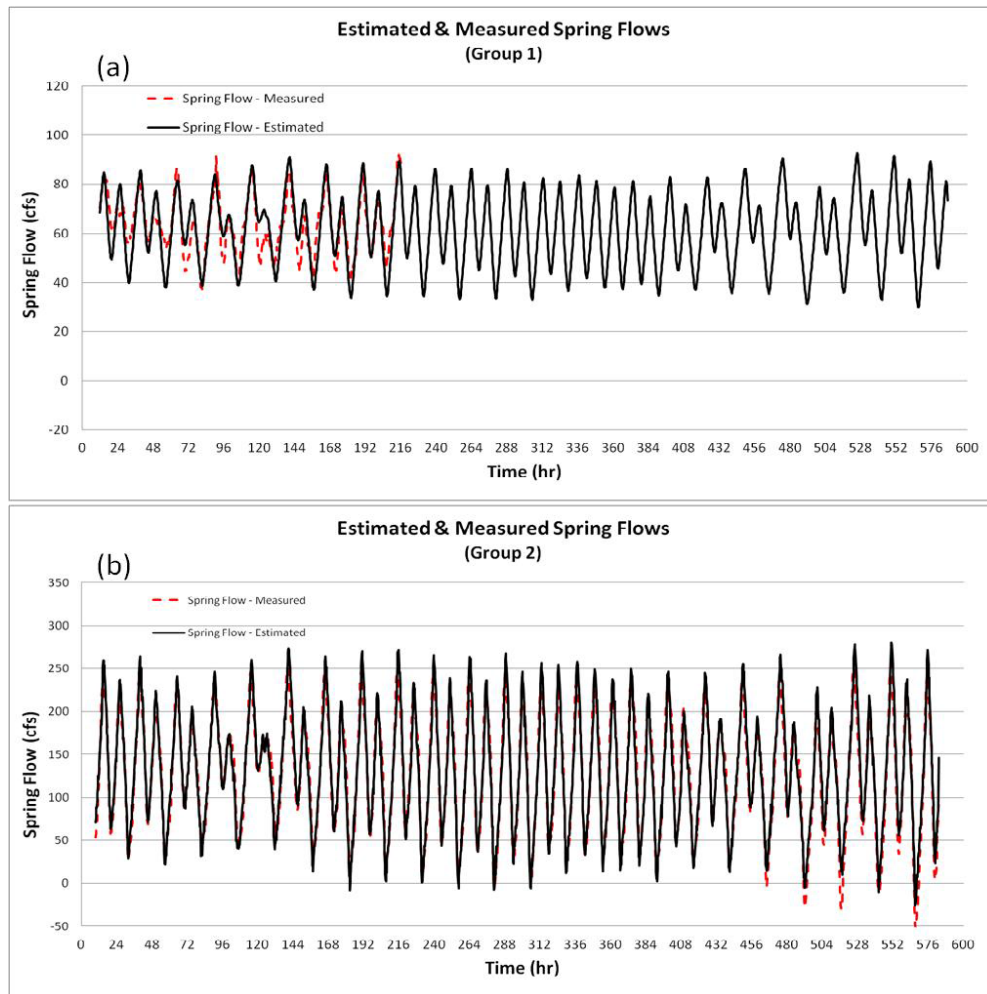 Estimated & Measured Spring Flows
(Group 1)
(a)
Spring Flow - Measured
Spring Flow - Estimated
Spring Flow (cfs)
120
100
80
60
40
20
0
-20
0 24 48 72 96 120 144 168 192 216 240 264 288 312 336 360 384 408 432 456 480 504 528 552 576 600
Time (hr)
Estimated & Measured Spring Flows
(Group 2)
(b)
Spring Flow - Measured
Spring Flow - Estimated
Spring Flow (cfs)
350
300
250
200
150
100
50
0
-50
0 24 48 72 96 120 144 168 192 216 240 264 288 312 336 360 384 408 432 456 480 504 528 552 576 600
Time (hr)